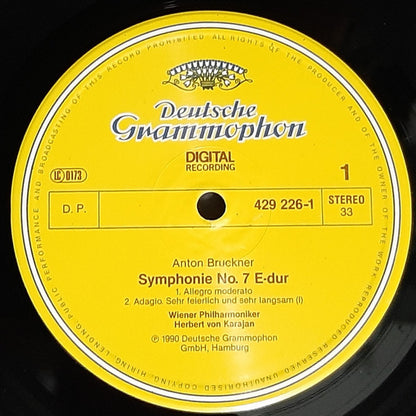 ALL RIGHTS OF THE PRODUCER AND OF THE OWNER OF THE WORK REPRODUCED RESERVED. UNAUTHORISED COPYING, HIRING, LENDING, PUBLIC PERFORMANCE AND BROADCASTING OF THIS RECORD PROHIBITED
Deutsche
Grammophon
DIGITAL
RECORDING
LC 0173
1
D. P.
429 226-1
STEREO
33
Anton Bruckner
Symphonie No. 7 E-dur
1. Allegro moderato
2. Adagio. Sehr feierlich und sehr langsam (I)
Wiener Philharmoniker
Herbert von Karajan
Ⓟ 1990 Deutsche Grammophon
GmbH, Hamburg